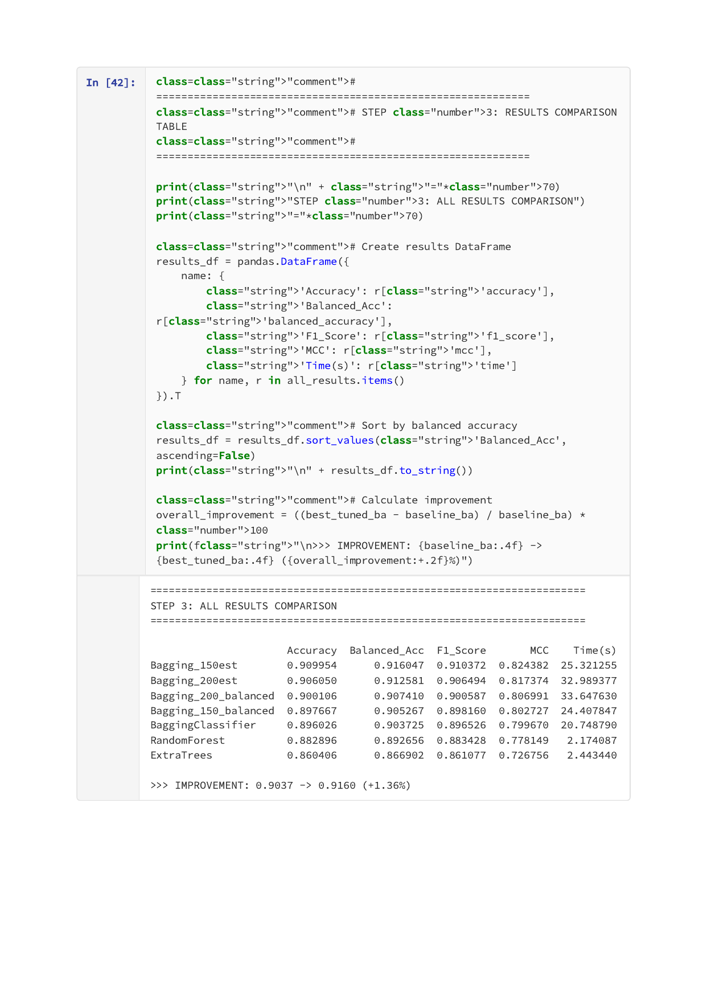 In [42]:
class=class="string">"comment">#
============================================================
class=class="string">"comment"># STEP class="number">3: RESULTS COMPARISON
TABLE
class=class="string">"comment">#
============================================================
print(class="string">"\n" + class="string">"="*class="number">70)
print(class="string">"STEP class="number">3: ALL RESULTS COMPARISON")
print(class="string">"="*class="number">70)
class=class="string">"comment"># Create results DataFrame
results_df = pandas.DataFrame({
    name: {
        class="string">'Accuracy': r[class="string">'accuracy'],
        class="string">'Balanced_Acc':
r[class="string">'balanced_accuracy'],
        class="string">'F1_Score': r[class="string">'f1_score'],
        class="string">'MCC': r[class="string">'mcc'],
        class="string">'Time(s)': r[class="string">'time']
    } for name, r in all_results.items()
}).T
class=class="string">"comment"># Sort by balanced accuracy
results_df = results_df.sort_values(class="string">'Balanced_Acc',
ascending=False)
print(class="string">"\n" + results_df.to_string())
class=class="string">"comment"># Calculate improvement
overall_improvement = ((best_tuned_ba - baseline_ba) / baseline_ba) *
class="number">100
print(fclass="string">"\n>>> IMPROVEMENT: {baseline_ba:.4f} ->
{best_tuned_ba:.4f} ({overall_improvement:+.2f}%)")
======================================================================
STEP 3: ALL RESULTS COMPARISON
======================================================================
                      Accuracy  Balanced_Acc  F1_Score       MCC    Time(s)
Bagging_150est        0.909954      0.916047  0.910372  0.824382  25.321255
Bagging_200est        0.906050      0.912581  0.906494  0.817374  32.989377
Bagging_200_balanced  0.900106      0.907410  0.900587  0.806991  33.647630
Bagging_150_balanced  0.897667      0.905267  0.898160  0.802727  24.407847
BaggingClassifier     0.896026      0.903725  0.896526  0.799670  20.748790
RandomForest          0.882896      0.892656  0.883428  0.778149   2.174087
ExtraTrees            0.860406      0.866902  0.861077  0.726756   2.443440
>>> IMPROVEMENT: 0.9037 -> 0.9160 (+1.36%)